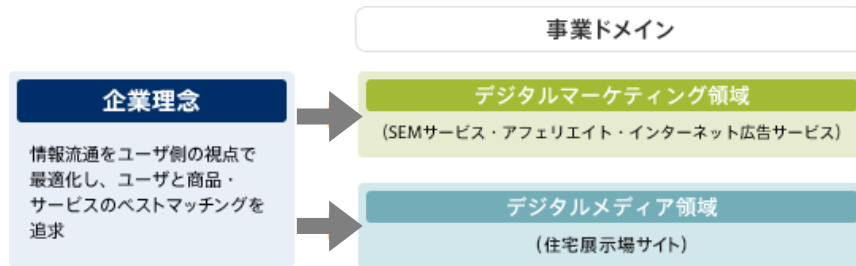 事業ドメイン
企業理念
情報流通をユーザ側の視点で
最適化し、ユーザと商品・
サービスのベストマッチングを
追求
デジタルマーケティング領域
（SEMサービス・アフェリエイト・インターネット広告サービス）
デジタルメディア領域
（住宅展示場サイト）